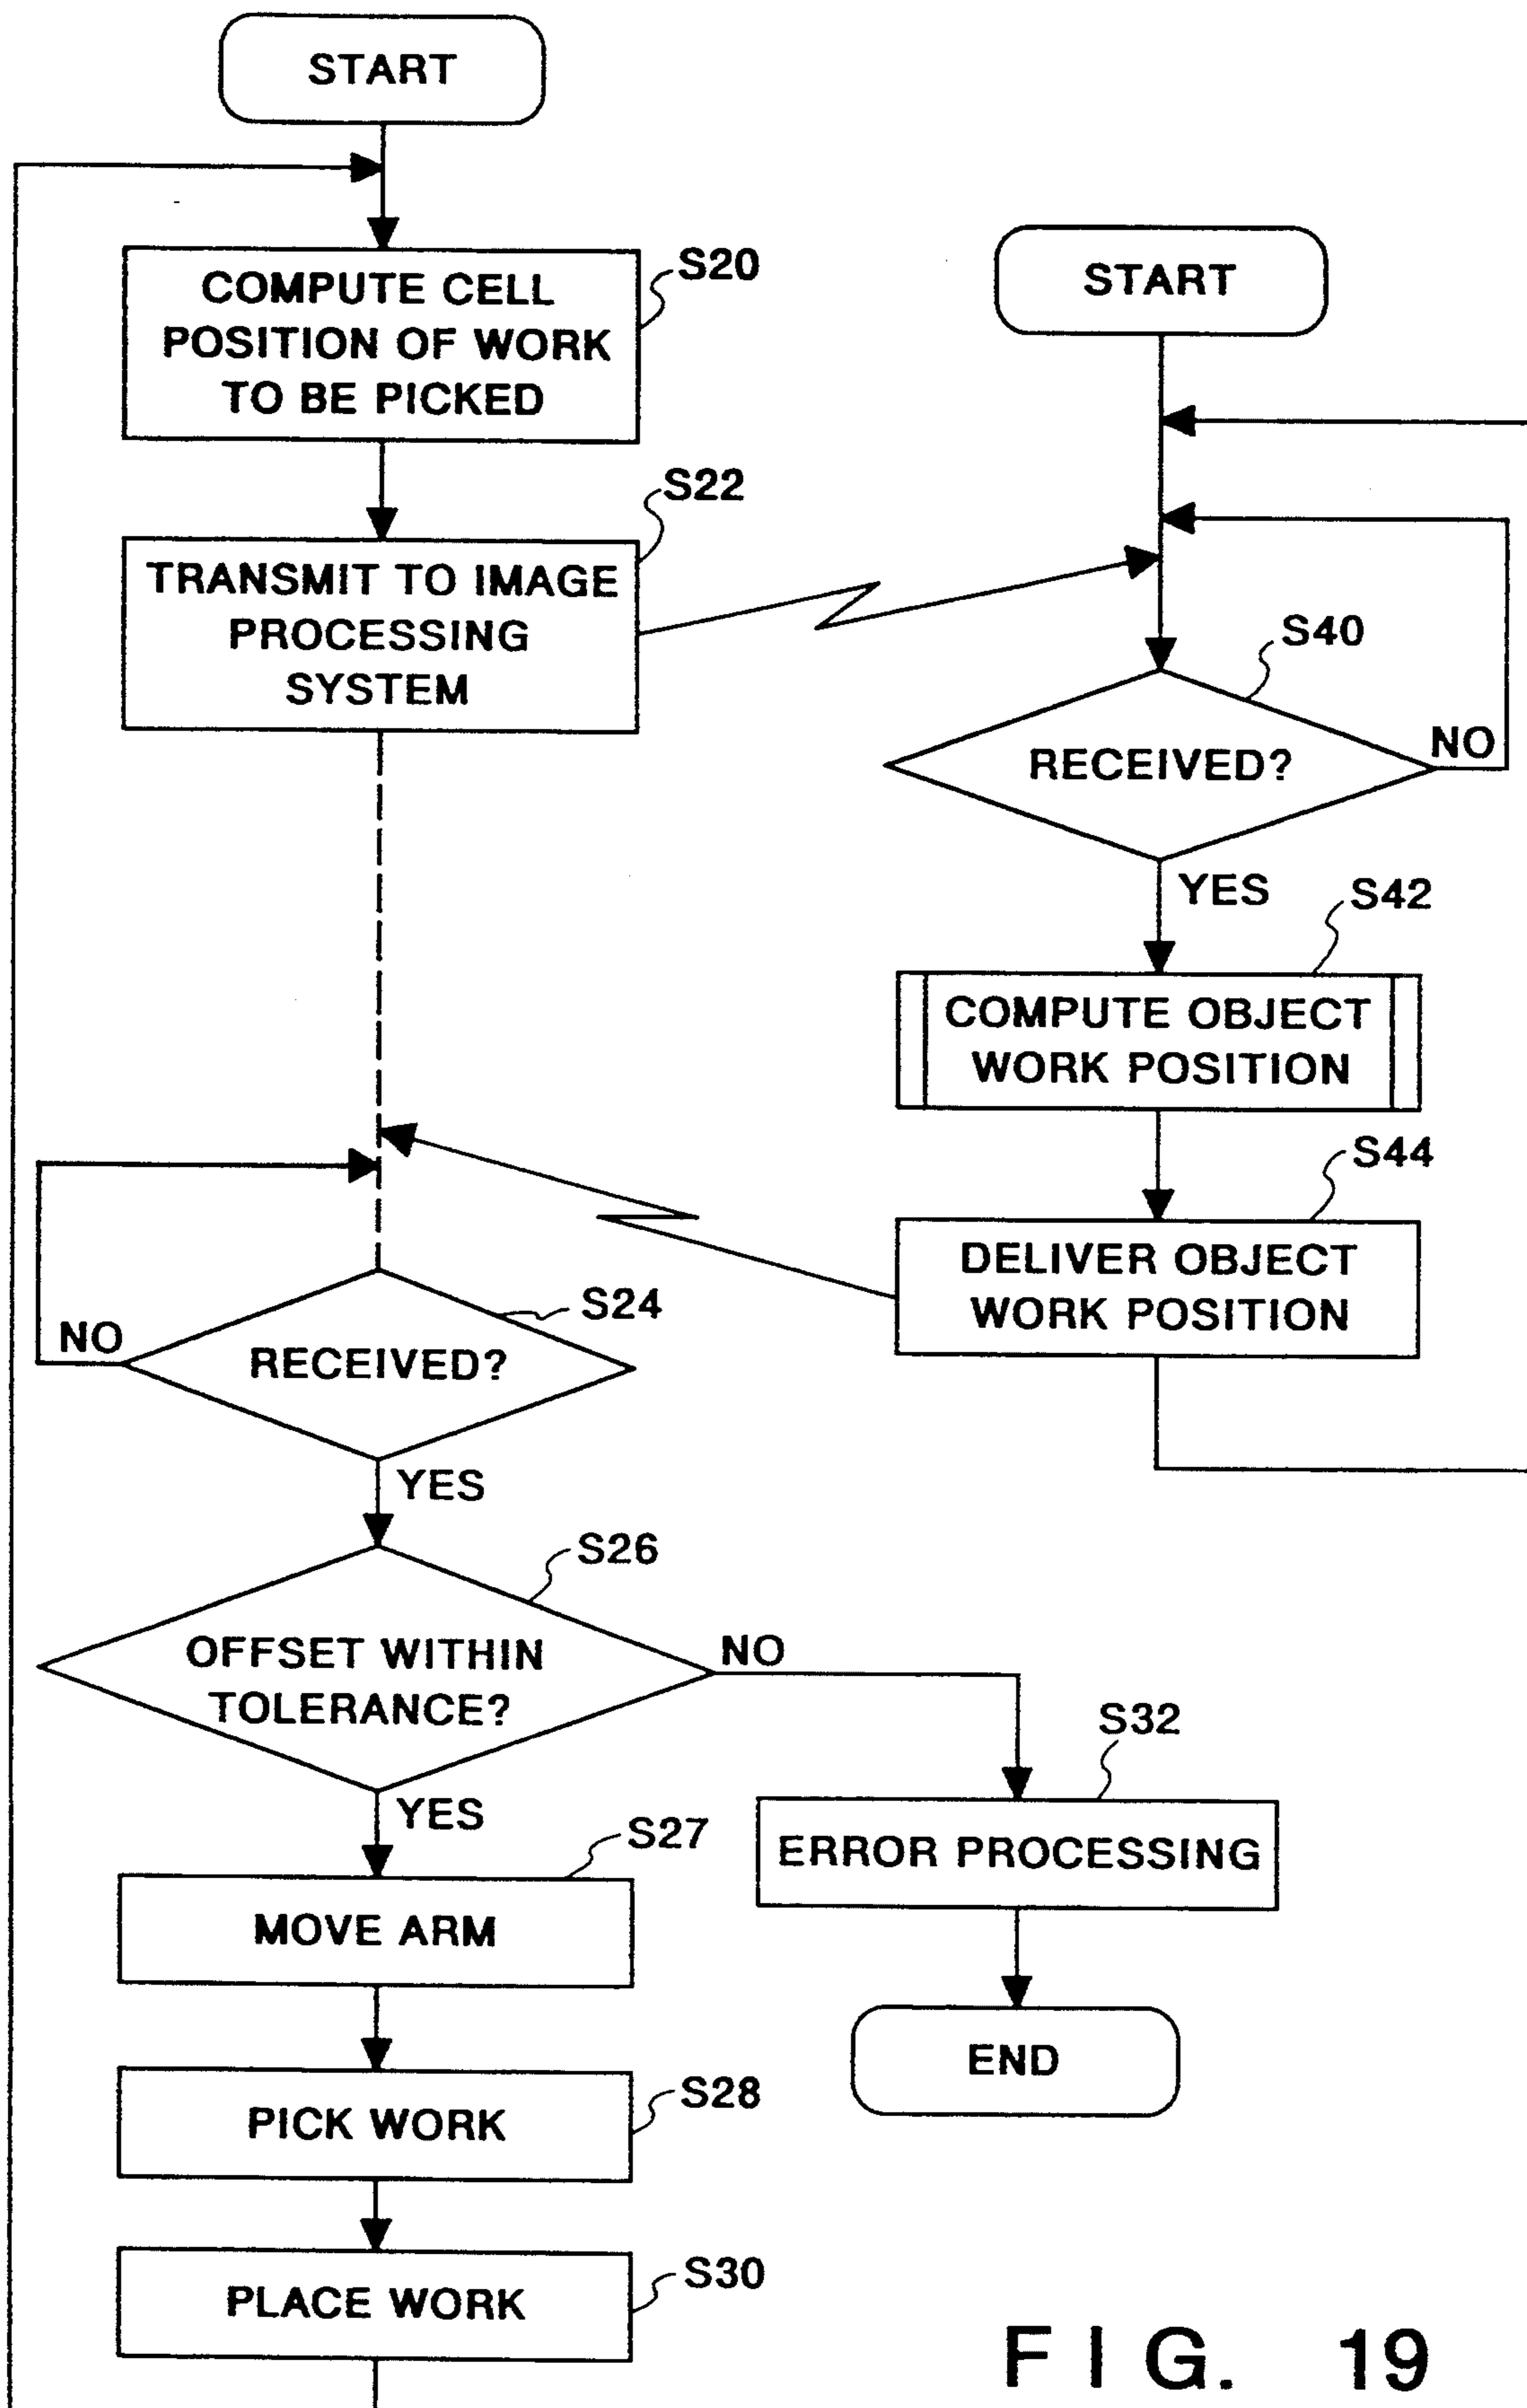 START
S20
COMPUTE CELL
POSITION OF WORK
TO BE PICKED
S22
TRANSMIT TO IMAGE
PROCESSING
SYSTEM
START
S40
RECEIVED?
NO
YES
S42
COMPUTE OBJECT
WORK POSITION
S44
DELIVER OBJECT
WORK POSITION
S24
RECEIVED?
NO
YES
S26
OFFSET WITHIN
TOLERANCE?
NO
YES
S32
ERROR PROCESSING
END
S27
MOVE ARM
S28
PICK WORK
S30
PLACE WORK
FIG. 19